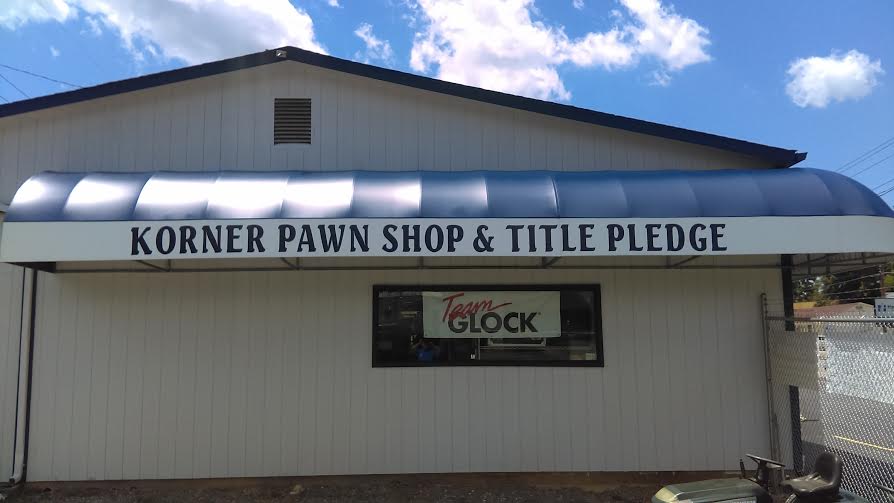 KORNER PAWN SHOP & TITLE PLEDGE
Team
GLOCK